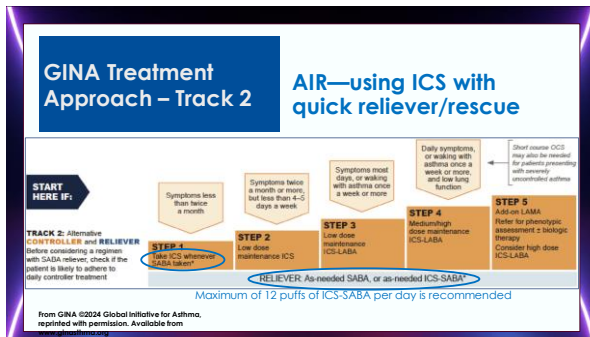 GINA Treatment
Approach – Track 2
AIR—using ICS with
quick reliever/rescue
START
HERE IF:
Symptoms less
than twice
a month
Symptoms twice
a month or more,
but less than 4–5
days a week
Symptoms most
days, or waking
with asthma once
a week or more
Daily symptoms,
or waking with
asthma once a
week or more,
and low lung
function
Short course OCS
may also be needed
for patients presenting
with severely
uncontrolled asthma
TRACK 2: Alternative
CONTROLLER and RELIEVER
Before considering a regimen
with SABA reliever, check if the
patient is likely to adhere to
daily controller treatment
STEP 1
Take ICS whenever
SABA taken*
STEP 2
Low dose
maintenance ICS
STEP 3
Low dose
maintenance
ICS-LABA
STEP 4
Medium/high
dose maintenance
ICS-LABA
STEP 5
Add-on LAMA
Refer for phenotypic
assessment ± biologic
therapy
Consider high dose
ICS-LABA
RELIEVER: As-needed SABA, or as-needed ICS-SABA*
Maximum of 12 puffs of ICS-SABA per day is recommended
From GINA ©2024 Global Initiative for Asthma,
reprinted with permission. Available from
www.ginasthma.org